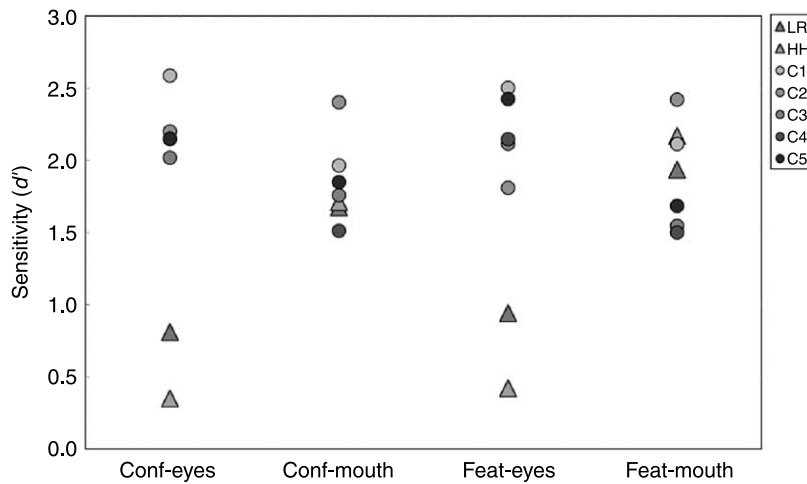 3.0
2.5
2.0
1.5
1.0
0.5
0.0
Sensitivity (d′)
Conf-eyes Conf-mouth Feat-eyes Feat-mouth
LR
HH
C1
C2
C3
C4
C5